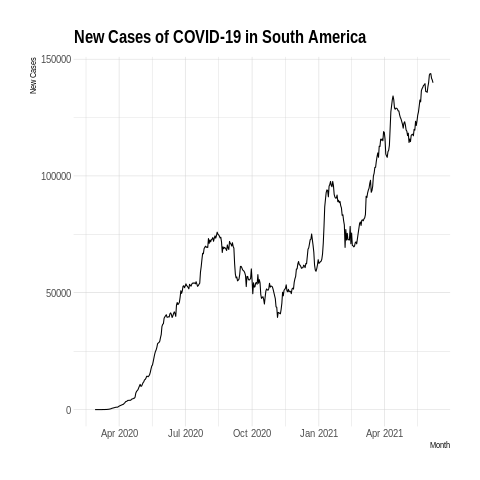 New Cases of COVID-19 in South America
New Cases
150000
100000
50000
0
Apr 2020 Jul 2020 Oct 2020 Jan 2021 Apr 2021
Month